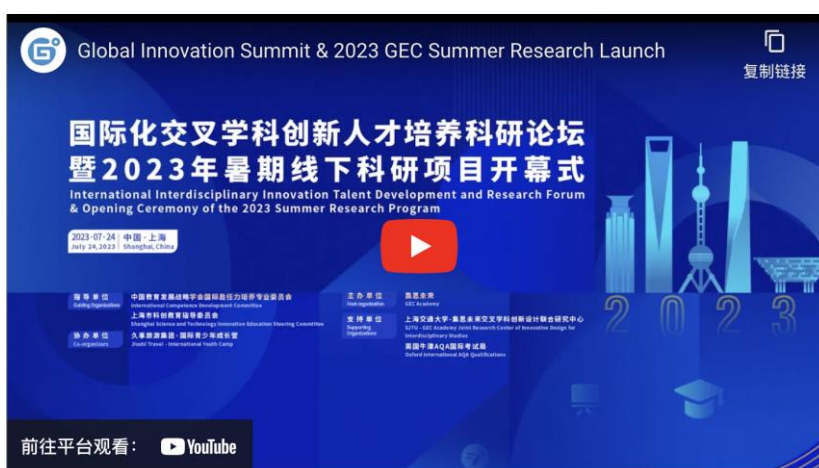 Global Innovation Summit & 2023 GEC Summer Research Launch
复制链接
国际化交叉学科创新人才培养科研论坛
暨2023年暑期线下科研项目开幕式
International Interdisciplinary Innovation Talent Development and Research Forum
& Opening Ceremony of the 2023 Summer Research Program
2023·07·24 中国·上海
July 24,2023 Shanghai, China
指导单位 中国教育发展战略学会国际胜任力培养专业委员会
Guiding Organizations International Competence Development Committee
上海市科创教育指导委员会
Shanghai Science and Technology Innovation Education Steering Committee
协办单位 久事旅游集团·国际青少年成长营
Co-organizers Jiushi Travel - International Youth Camp
主办单位 集思未来
Host organization GEC Academy
支持单位 上海交通大学-集思未来交叉学科创新设计联合研究中心
Supporting Organizations SJTU - GEC Academy Joint Research Center of Innovative Design for
Interdisciplinary Studies
英国牛津AQA国际考试局
Oxford International AQA Qualifications
2023
前往平台观看： YouTube